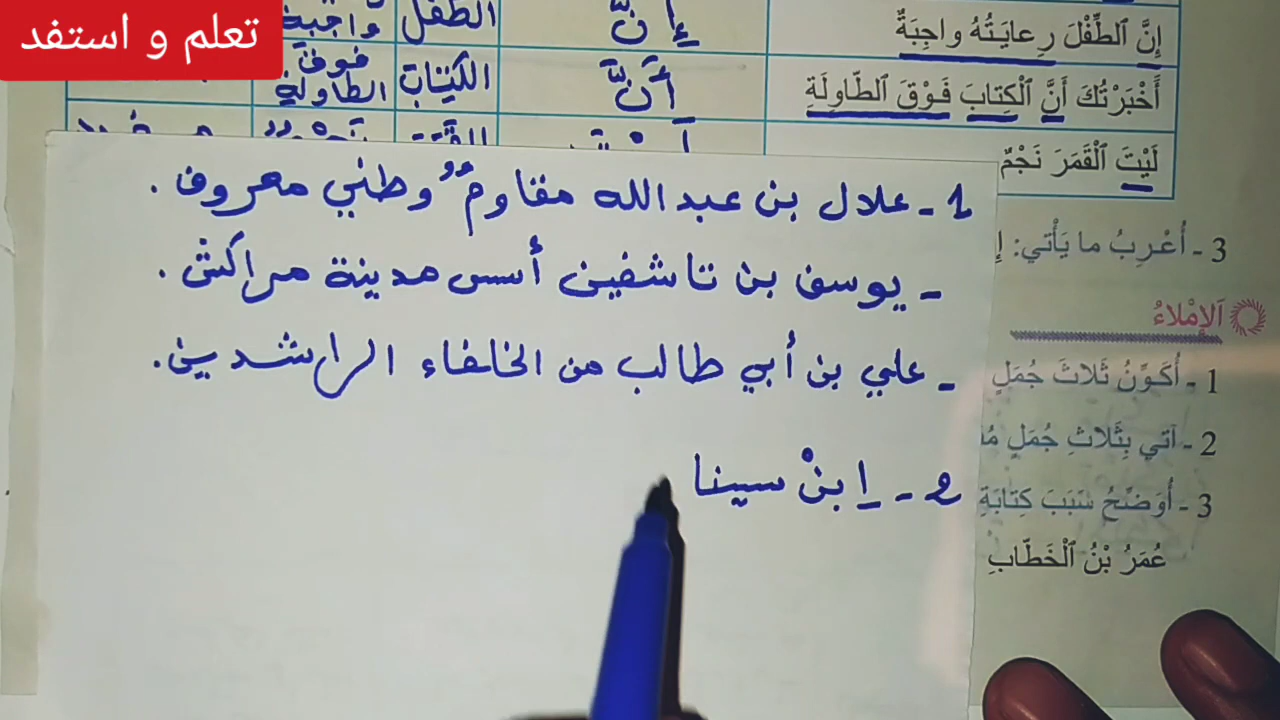 تعلم و استفد
إِنَّ ٱلطِّفْلَ رِعايَتُهُ واجِبَةٌ إِنَّ الطفل واجبة
أَخْبَرْتُكَ أَنَّ ٱلْكِتابَ فَوْقَ ٱلطّاوِلَةِ أَنَّ الكتاب فوق الطاولة
لَيْتَ ٱلْقَمَرَ نَجْمٌ
3 - أُعْرِبُ ما يَأْتي:
اَلْإِمْلاءُ
1 - أُكَوِّنُ ثَلاثَ جُمَلٍ
2 - آتي بِثَلاثِ جُمَلٍ
3 - أُوَضِّحُ سَبَبَ كِتابَةِ
عُمَرُ بْنُ ٱلْخَطّابِ
1 - علال بن عبد الله مقاومٌ وطني معروف.
- يوسف بن تاشفين أسس مدينة مراكش.
- علي بن أبي طالب من الخلفاء الراشدين.
2 - ابنْ سينا